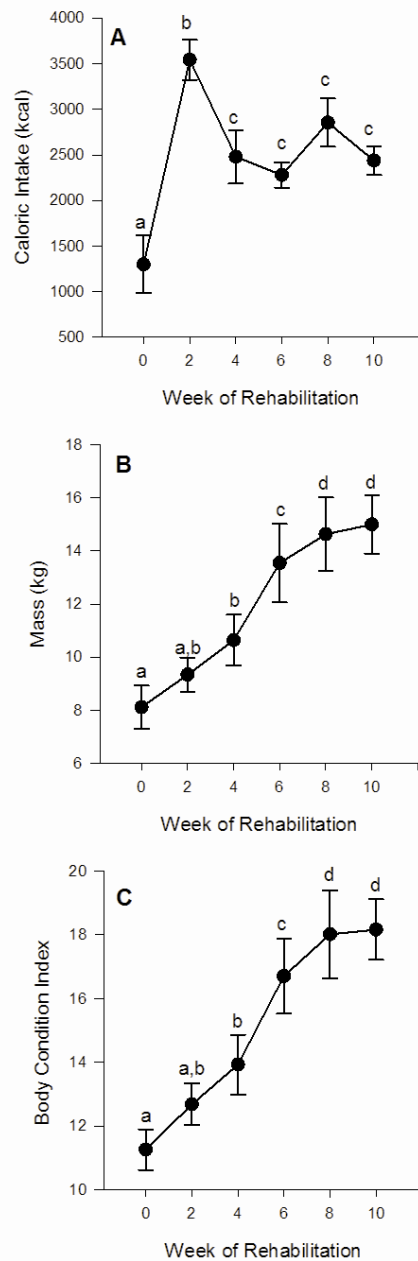 A
Caloric Intake (kcal)
4000
3500
3000
2500
2000
1500
1000
500
a
b
c
c
c
c
0 2 4 6 8 10
Week of Rehabilitation
B
Mass (kg)
18
16
14
12
10
8
6
a
a,b
b
c
d
d
0 2 4 6 8 10
Week of Rehabilitation
C
Body Condition Index
20
18
16
14
12
10
a
a,b
b
c
d
d
0 2 4 6 8 10
Week of Rehabilitation